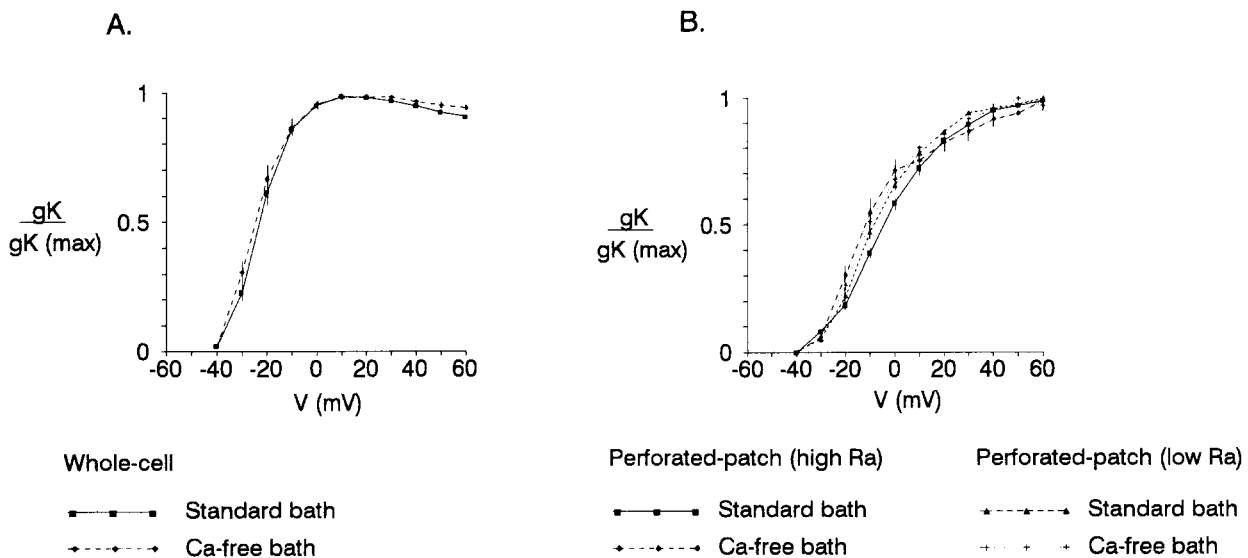 A.
1
0.5
0
gK
gK (max)
-60 -40 -20 0 20 40 60
V (mV)
Whole-cell
Standard bath
Ca-free bath
B.
1
0.5
0
gK
gK (max)
-60 -40 -20 0 20 40 60
V (mV)
Perforated-patch (high Ra)
Standard bath
Ca-free bath
Perforated-patch (low Ra)
Standard bath
Ca-free bath